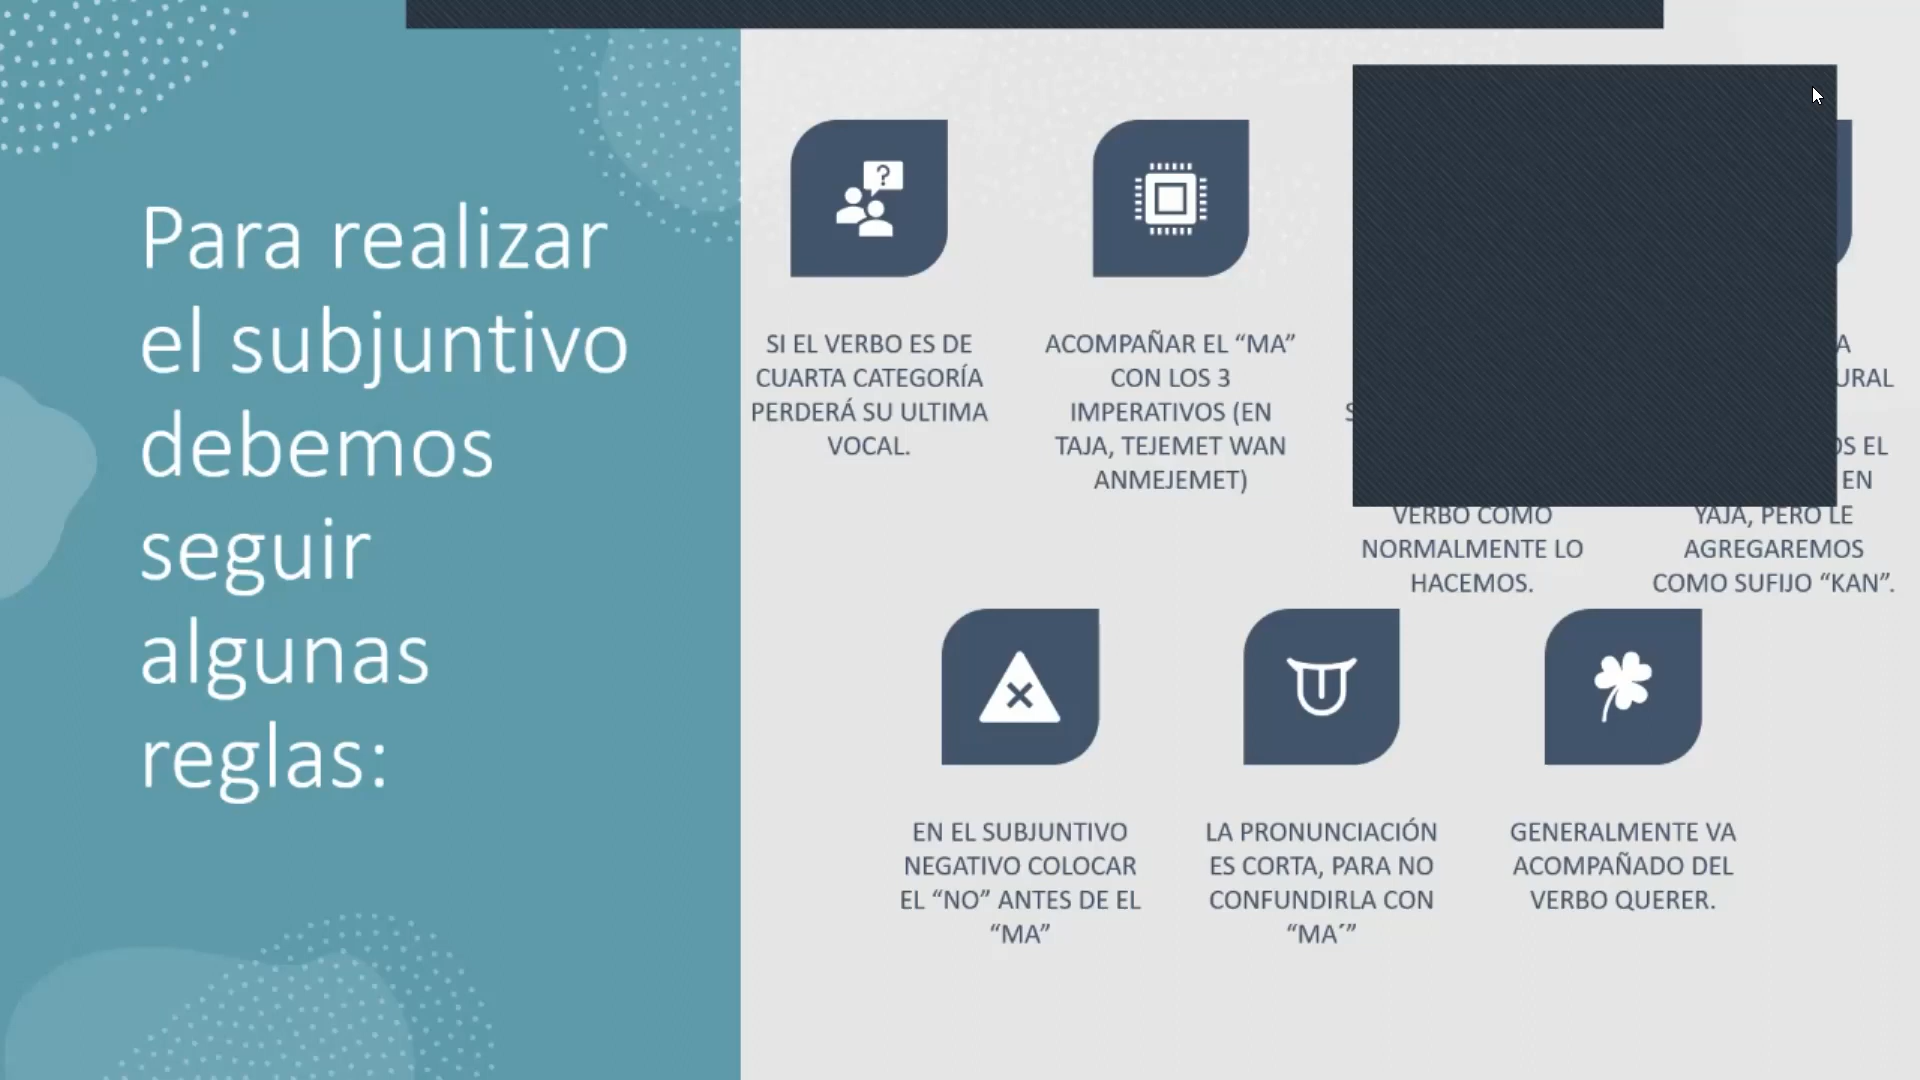 Para realizar
el subjuntivo
debemos
seguir
algunas
reglas:
SI EL VERBO ES DE
CUARTA CATEGORÍA
PERDERÁ SU ULTIMA
VOCAL.
ACOMPAÑAR EL “MA”
CON LOS 3
IMPERATIVOS (EN
TAJA, TEJEMET WAN
ANMEJEMET)
VERBO COMO
NORMALMENTE LO
HACEMOS.
EL
EN
YAJA, PERO LE
AGREGAREMOS
COMO SUFIJO “KAN”.
?
EN EL SUBJUNTIVO
NEGATIVO COLOCAR
EL “NO” ANTES DE EL
“MA”
LA PRONUNCIACIÓN
ES CORTA, PARA NO
CONFUNDIRLA CON
“MA´”
GENERALMENTE VA
ACOMPAÑADO DEL
VERBO QUERER.